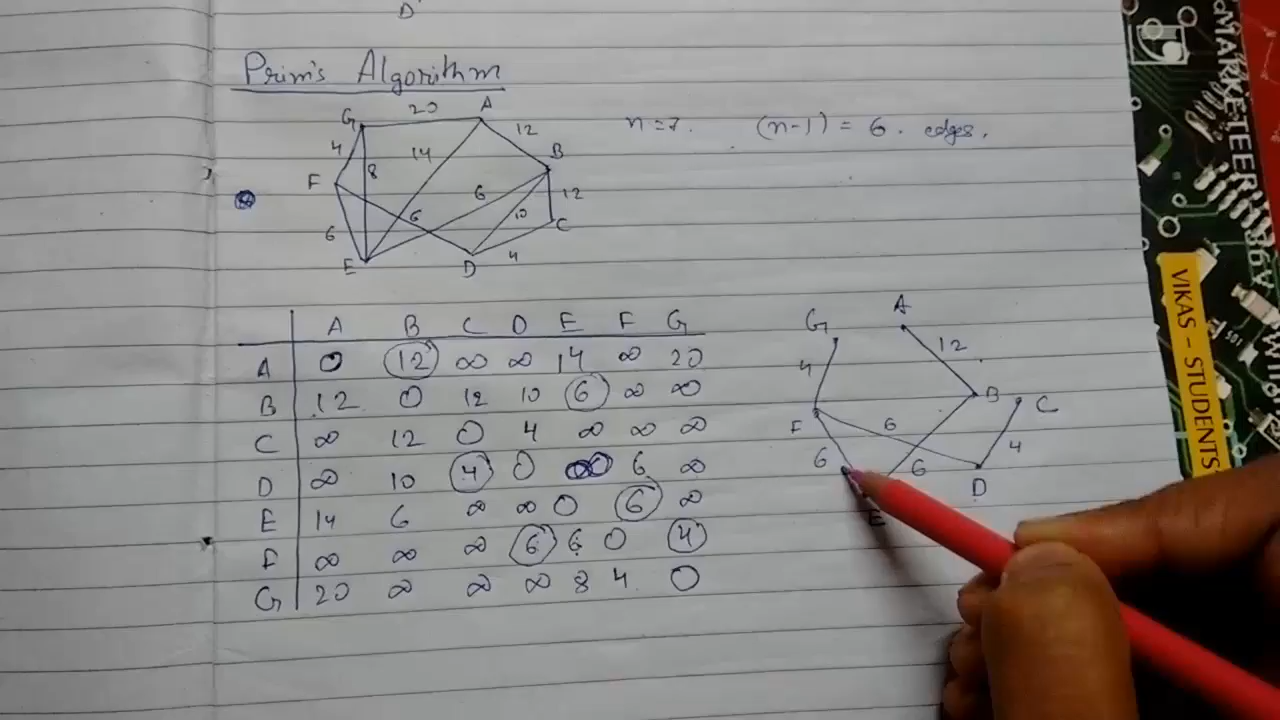 D
Prim's Algorithm
G 20 A 12 B 12 C 4 D 6 E 6 F 4 8 14 6 10
n=7. (n-1) = 6. edges.
A B C D E F G
A 0 12 ∞ ∞ 14 ∞ 20
B 12 0 12 10 6 ∞ ∞
C ∞ 12 0 4 ∞ ∞ ∞
D ∞ 10 4 0 ∞ 6 ∞
E 14 6 ∞ ∞ 0 6 ∞
F ∞ ∞ ∞ 6 6 0 4
G 20 ∞ ∞ ∞ 8 4 0
G A
4 12
F B C
6 6 6 4
E D
MARKETEER
VIKAS - STUDENTS